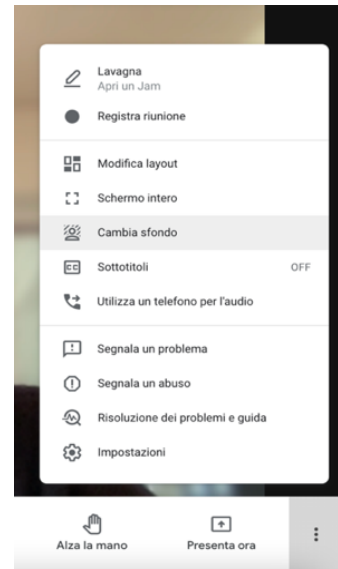 Lavagna
Apri un Jam
Registra riunione
Modifica layout
Schermo intero
Cambia sfondo
CC Sottotitoli OFF
Utilizza un telefono per l'audio
Segnala un problema
Segnala un abuso
Risoluzione dei problemi e guida
Impostazioni
Alza la mano Presenta ora